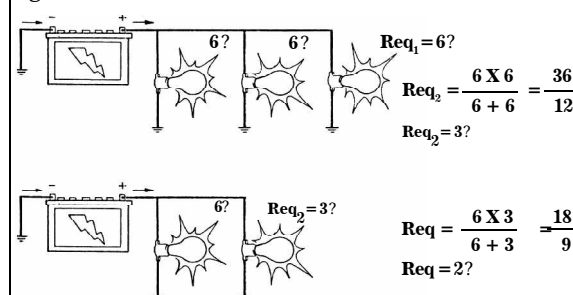 - +
6? 6? Req₁=6?
Req₂ = 6 X 6 / 6 + 6 = 36 / 12
Req₂=3?
- +
6? Req₂=3?
Req = 6 X 3 / 6 + 3 = 18 / 9
Req=2?